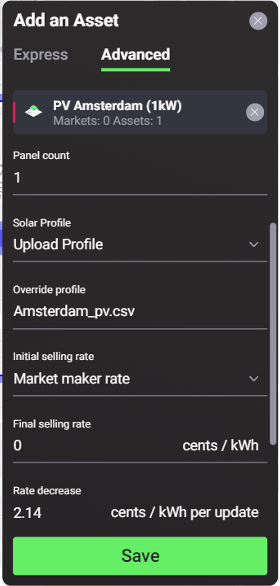 Add an Asset
Express Advanced
PV Amsterdam (1kW)
Markets: 0 Assets: 1
Panel count
1
Solar Profile
Upload Profile
Override profile
Amsterdam_pv.csv
Initial selling rate
Market maker rate
Final selling rate
0 cents / kWh
Rate decrease
2.14 cents / kWh per update
Save